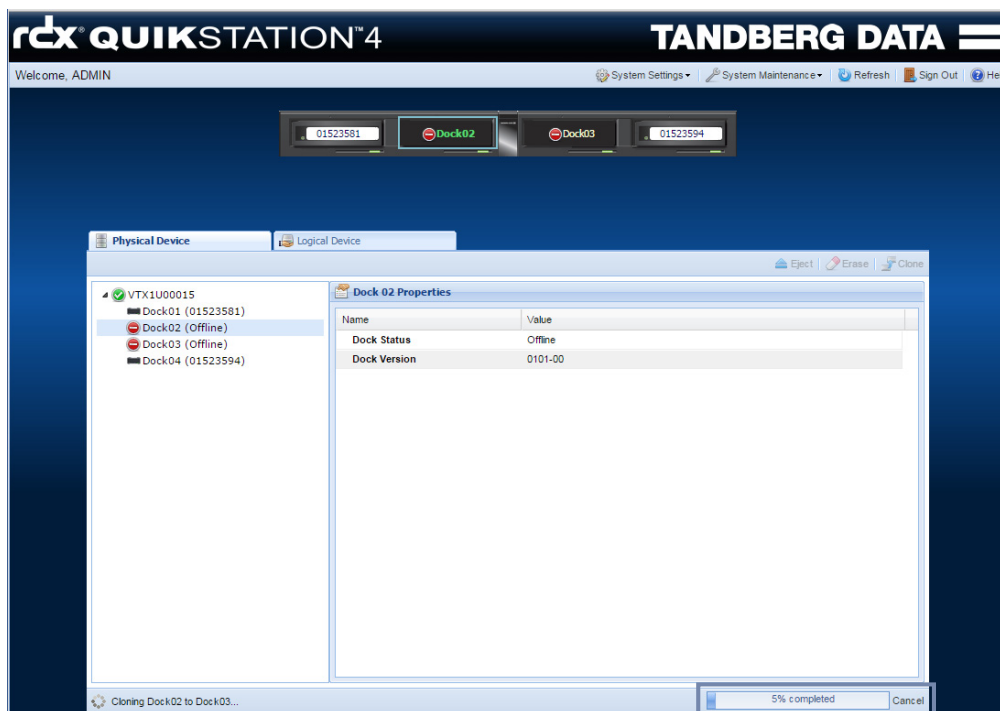 rdx® QUIKSTATION™4
TANDBERG DATA
Welcome, ADMIN
System Settings
System Maintenance
Refresh
Sign Out
He
01523581
Dock02
Dock03
01523594
Physical Device
Logical Device
Eject
Erase
Clone
VTX1U00015
Dock01 (01523581)
Dock02 (Offline)
Dock03 (Offline)
Dock04 (01523594)
Dock 02 Properties
Name Value
Dock Status Offline
Dock Version 0101-00
Cloning Dock02 to Dock03...
5% completed
Cancel